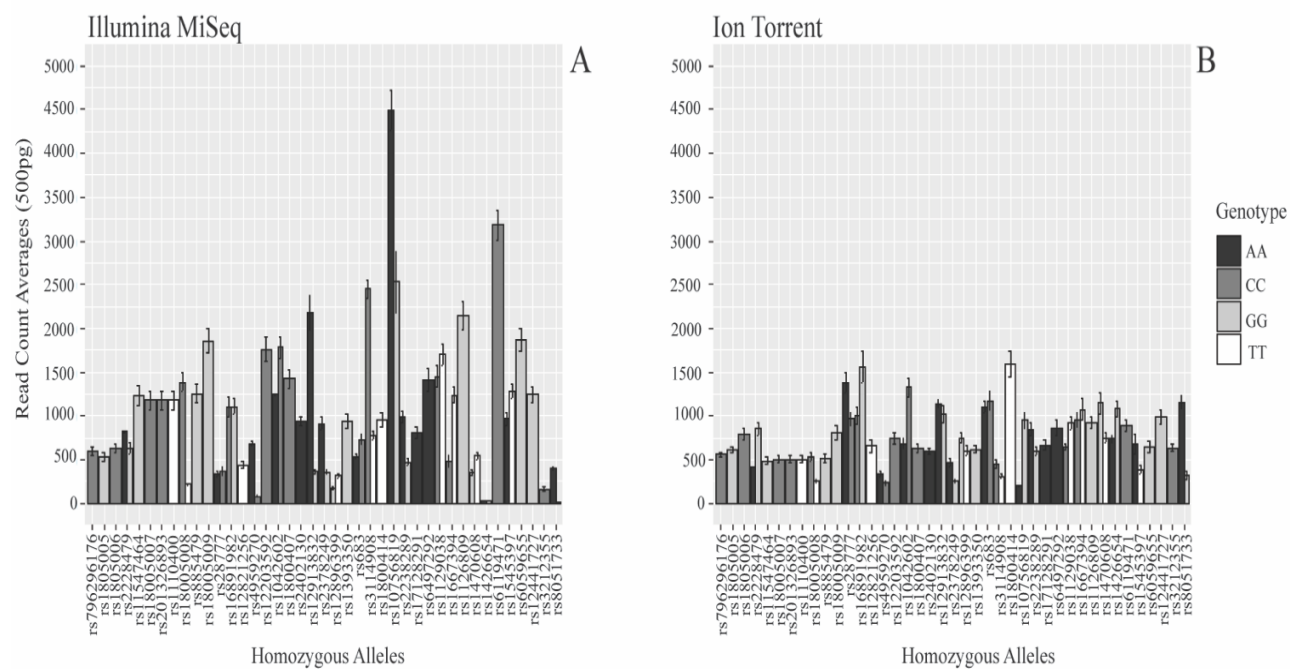 Illumina MiSeq
A
Read Count Averages (500pg)
5000
4500
4000
3500
3000
2500
2000
1500
1000
500
0
rs796296176
rs1805005
rs1805006
rs2228479
rs11547464
rs1805007
rs201326893
rs1110400
rs1805008
rs885479
rs1805009
rs28777
rs16891982
rs12821256
rs4959270
rs12203592
rs1042602
rs1800407
rs2402130
rs12913832
rs2378249
rs12896399
rs1393350
rs683
rs3114908
rs1800414
rs10756819
rs2238289
rs17128291
rs6497292
rs1129038
rs1667394
rs1126809
rs1470608
rs1426654
rs6119471
rs1545397
rs6059655
rs12441727
rs3212355
rs8051733
Homozygous Alleles
Ion Torrent
B
5000
4500
4000
3500
3000
2500
2000
1500
1000
500
0
rs796296176
rs1805005
rs1805006
rs2228479
rs11547464
rs1805007
rs201326893
rs1110400
rs1805008
rs885479
rs1805009
rs28777
rs16891982
rs12821256
rs4959270
rs12203592
rs1042602
rs1800407
rs2402130
rs12913832
rs2378249
rs12896399
rs1393350
rs683
rs3114908
rs1800414
rs10756819
rs2238289
rs17128291
rs6497292
rs1129038
rs1667394
rs1126809
rs1470608
rs1426654
rs6119471
rs1545397
rs6059655
rs12441727
rs3212355
rs8051733
Homozygous Alleles
Genotype
AA
CC
GG
TT